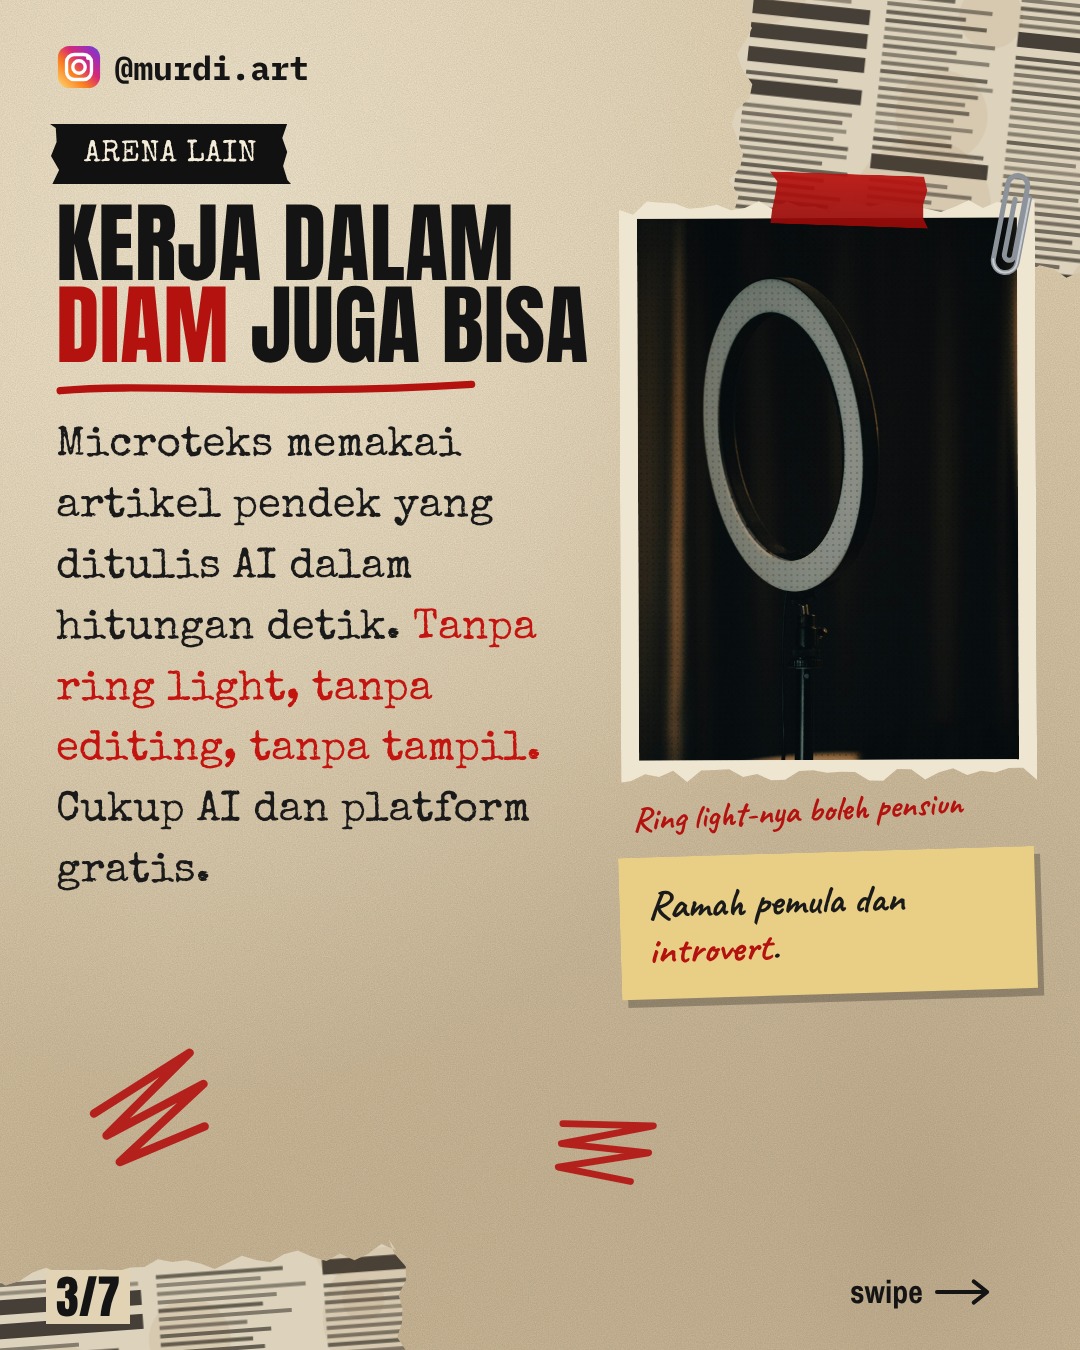 @murdi.art
ARENA LAIN
KERJA DALAM
DIAM JUGA BISA
Microteks memakai
artikel pendek yang
ditulis AI dalam
hitungan detik. Tanpa
ring light, tanpa
editing, tanpa tampil.
Cukup AI dan platform
gratis.
Ring light-nya boleh pensiun
Ramah pemula dan
introvert.
3/7
swipe →